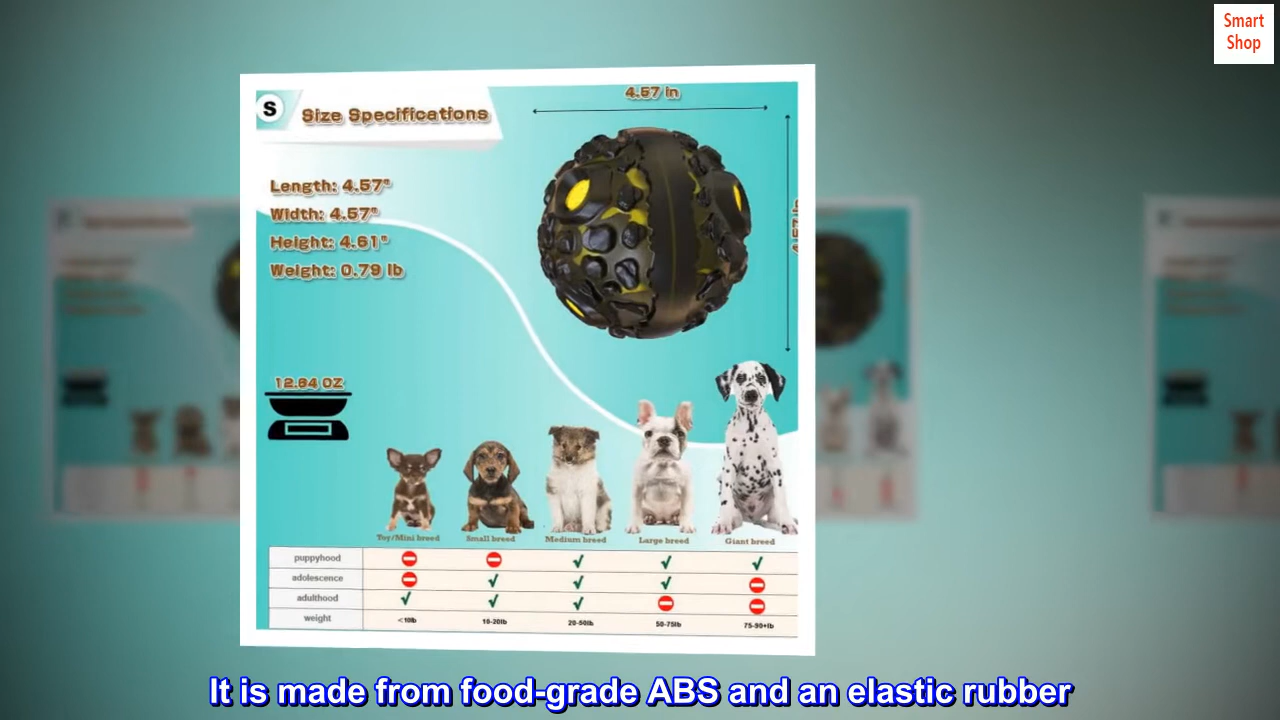 Smart
Shop
S
Size Specifications
4.57 in
Length: 4.57"
Width: 4.57"
Height: 4.61"
Weight: 0.79 lb
12.64 OZ
Toy/Mini breed Small breed Medium breed Large breed Giant breed
puppyhood
adolescence
adulthood
weight <10lb 10-20lb 20-50lb 50-75lb 75-90+lb
It is made from food-grade ABS and an elastic rubber